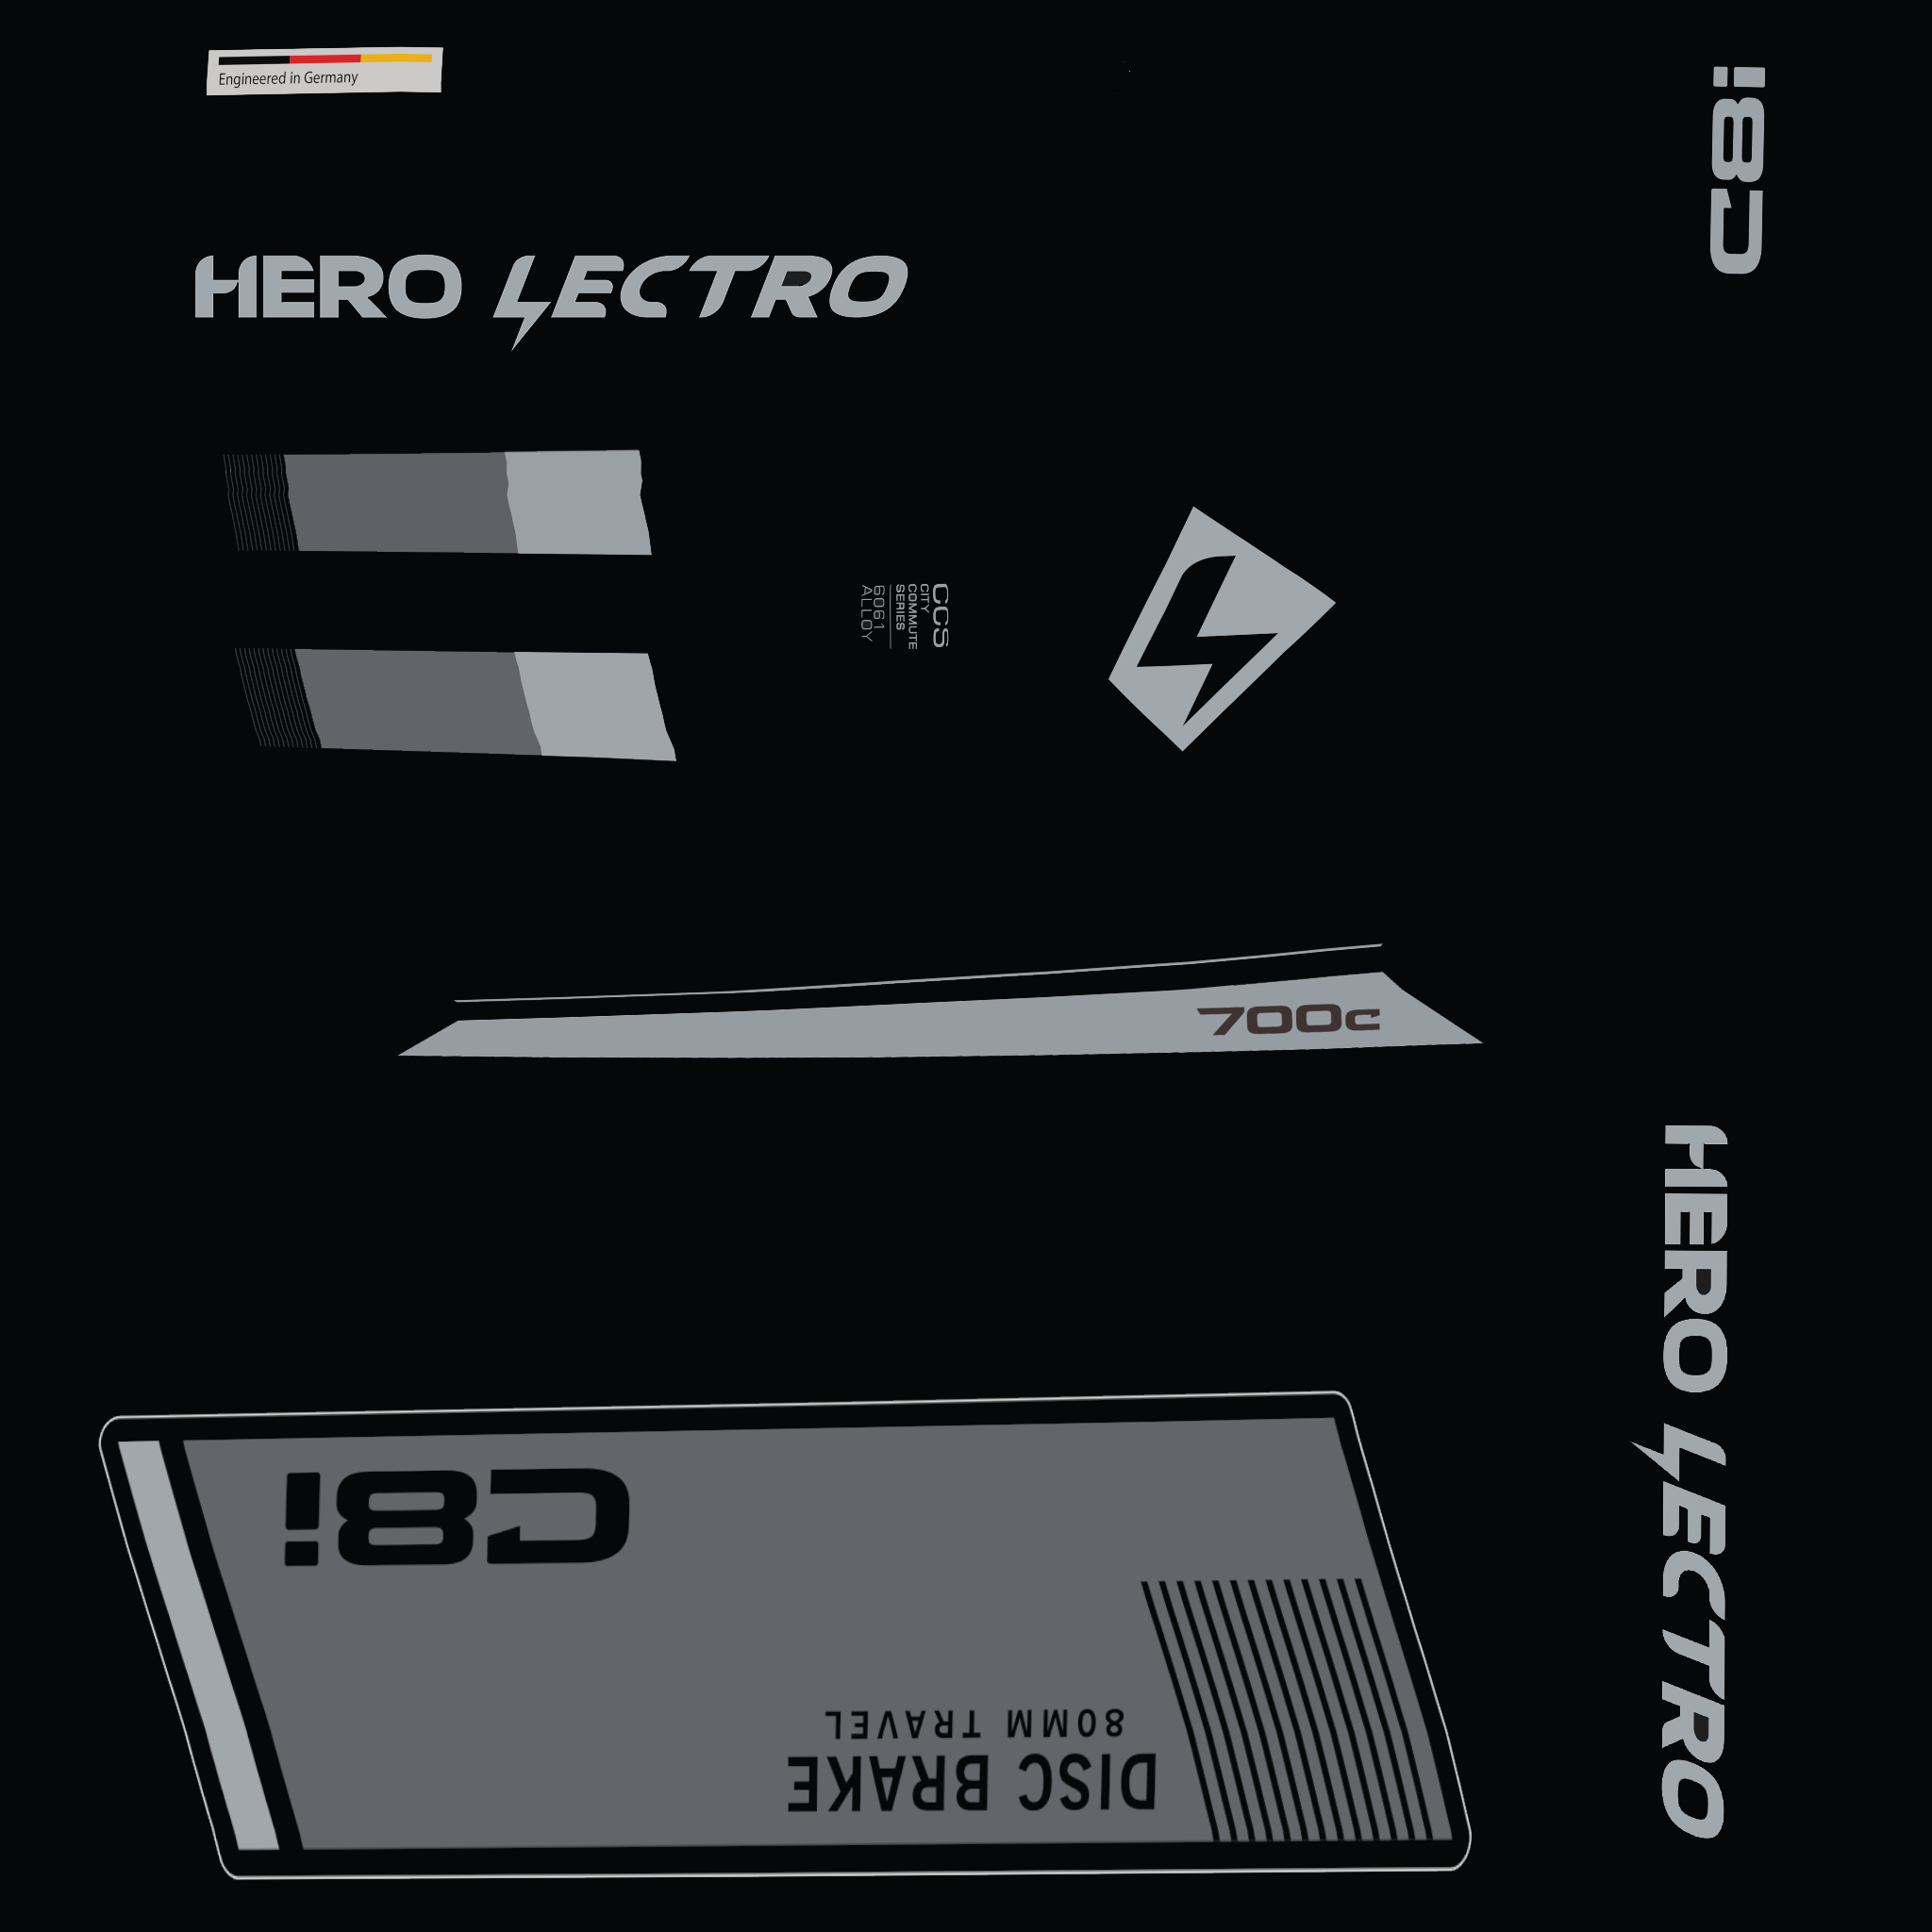 Engineered in Germany
C8i
HERO LECTRO
CCS
CITY
COMMUTE
SERIES
6061
ALLOY
700c
HERO LECTRO
DISC BRAKE
80MM TRAVEL
C8i